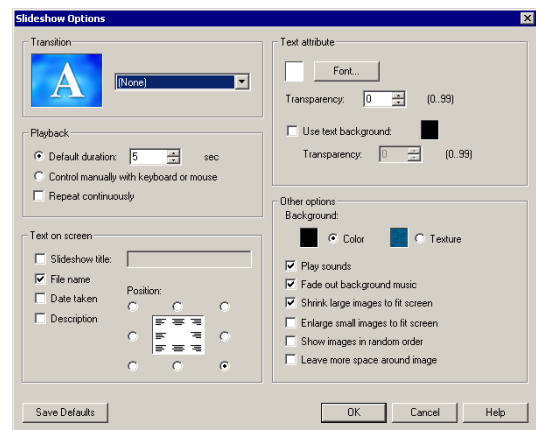 Slideshow Options
Transition
A
(None)
Playback
Default duration: 5 sec
Control manually with keyboard or mouse
Repeat continuously
Text on screen
Slideshow title:
File name
Date taken
Description
Position:
Text attribute
Font...
Transparency: 0 (0..99)
Use text background:
Transparency: 0 (0..99)
Other options
Background:
Color Texture
Play sounds
Fade out background music
Shrink large images to fit screen
Enlarge small images to fit screen
Show images in random order
Leave more space around image
Save Defaults OK Cancel Help